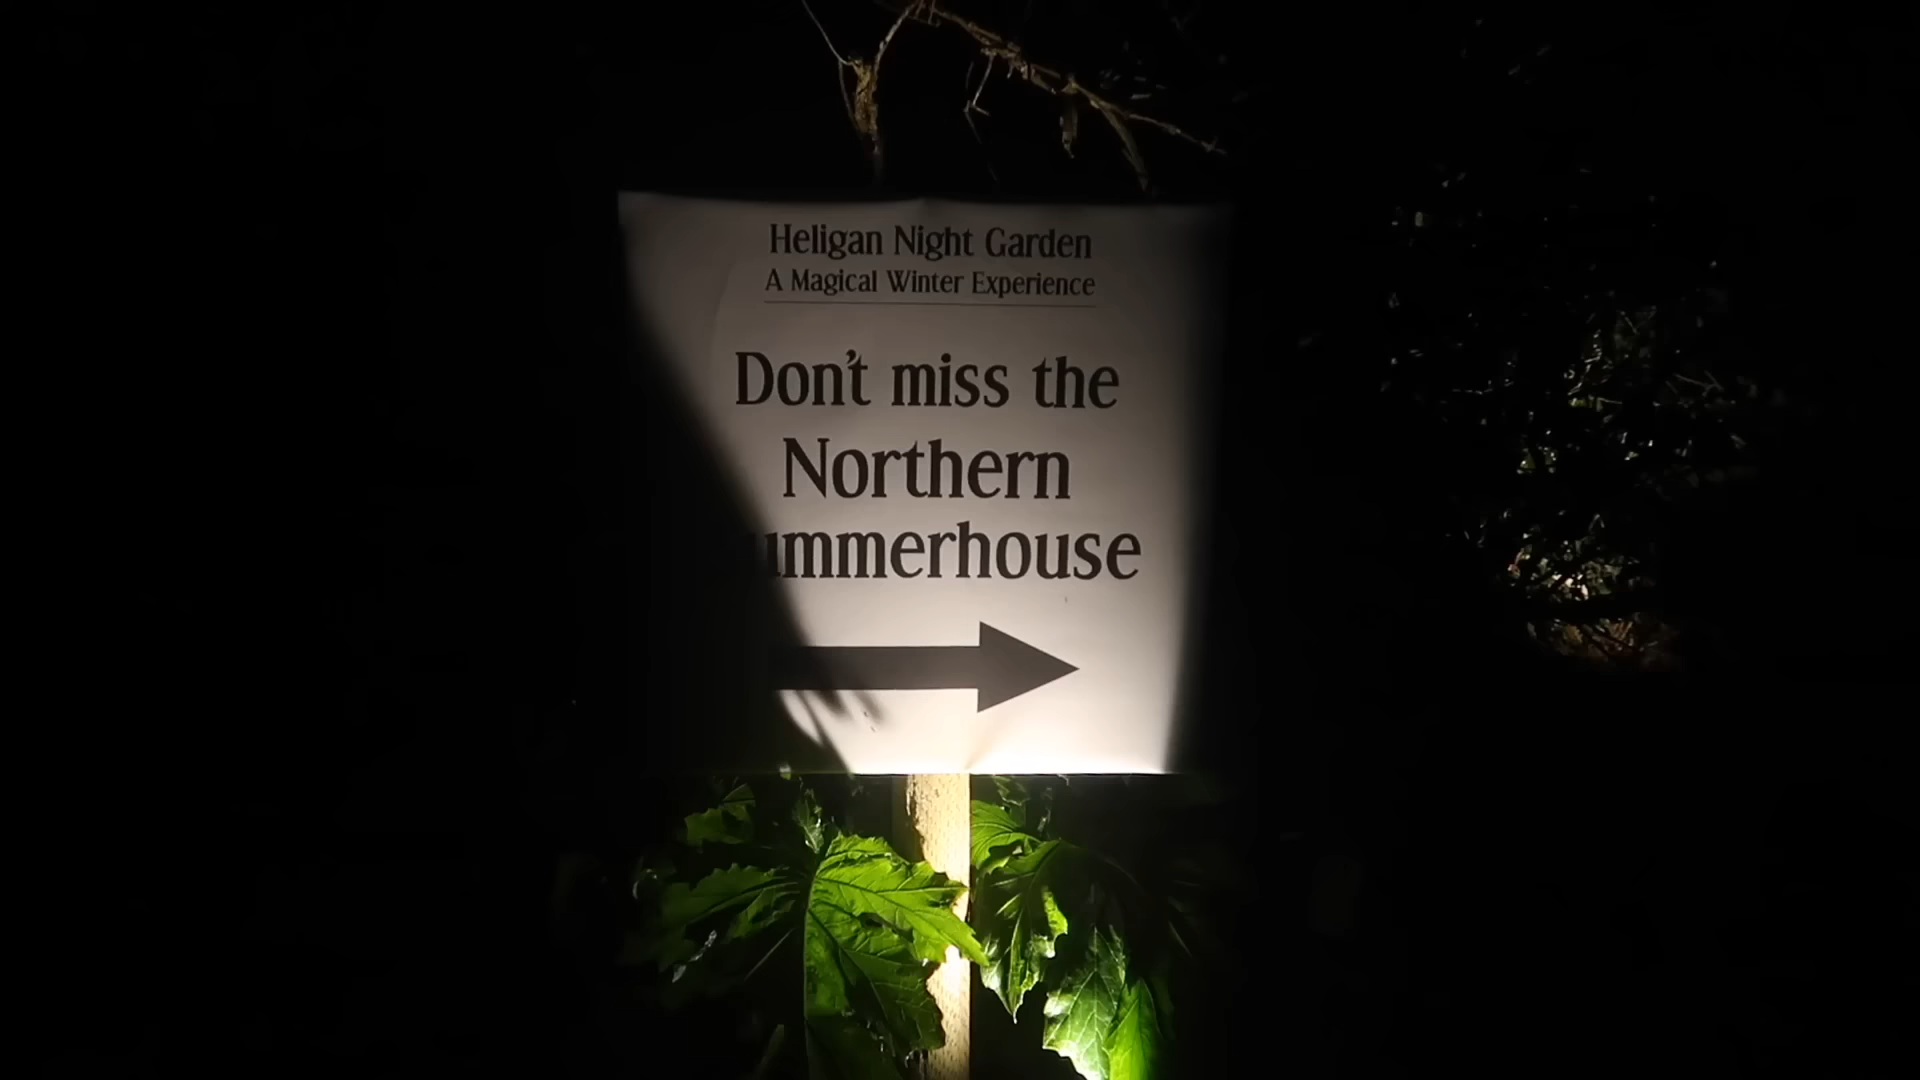 Heligan Night Garden
A Magical Winter Experience
Don't miss the
Northern
ummerhouse